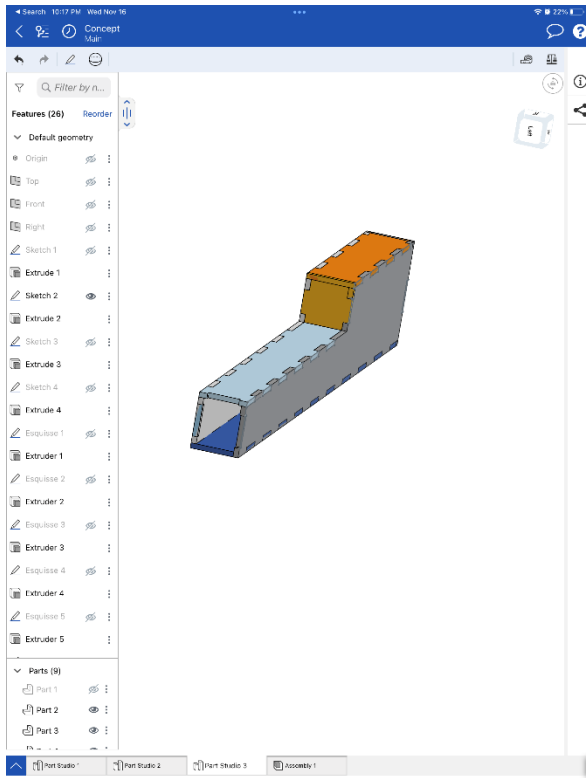 ◄ Search 10:17 PM Wed Nov 16
22%
Concept
Main
Filter by n...
Features (26) Reorder
Default geometry
Origin
Top
Front
Right
Sketch 1
Extrude 1
Sketch 2
Extrude 2
Sketch 3
Extrude 3
Sketch 4
Extrude 4
Esquisse 1
Extruder 1
Esquisse 2
Extruder 2
Esquisse 3
Extruder 3
Esquisse 4
Extruder 4
Esquisse 5
Extruder 5
Parts (9)
Part 1
Part 2
Part 3
Left
Part Studio 1 Part Studio 2 Part Studio 3 Assembly 1